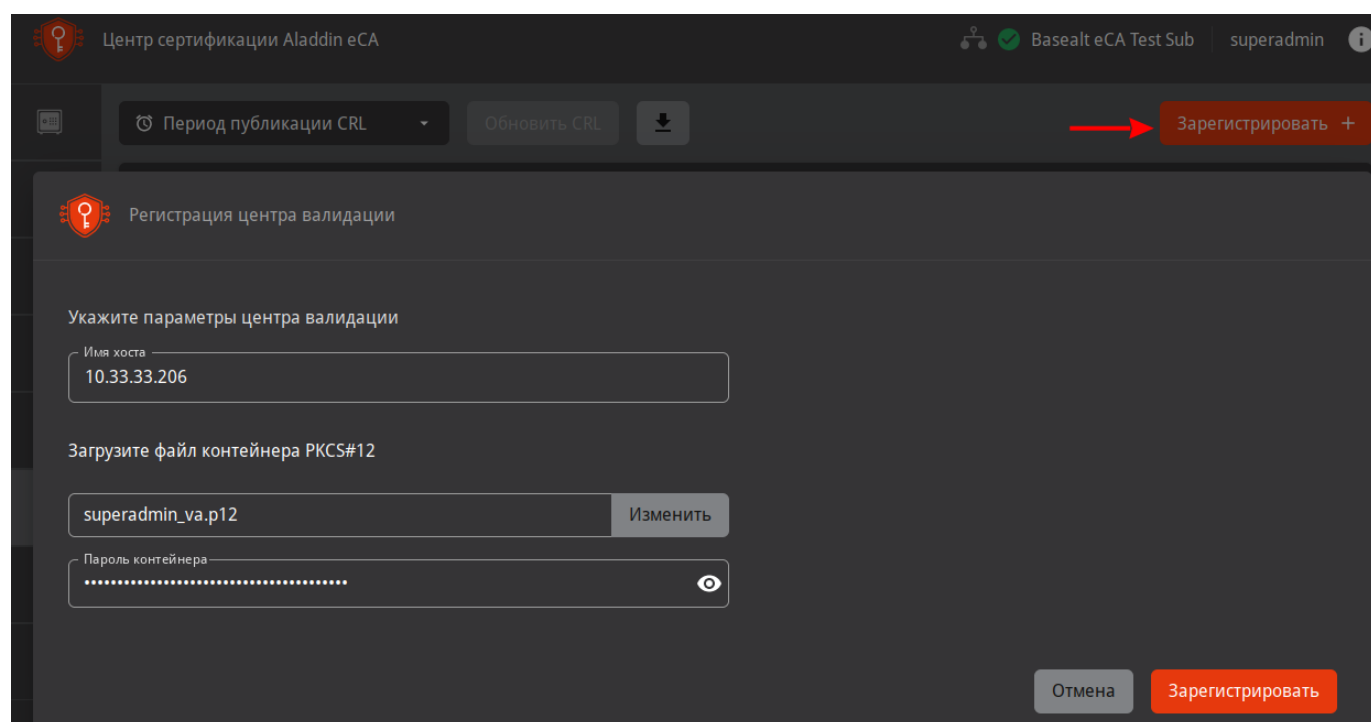 Центр сертификации Aladdin eCA
Basealt eCA Test Sub
superadmin
Период публикации CRL
Обновить CRL
Зарегистрировать +
Регистрация центра валидации
Укажите параметры центра валидации
Имя хоста
10.33.33.206
Загрузите файл контейнера PKCS#12
superadmin_va.p12
Изменить
Пароль контейнера
••••••••••••••••••••••••••••••••••••••••
Отмена
Зарегистрировать